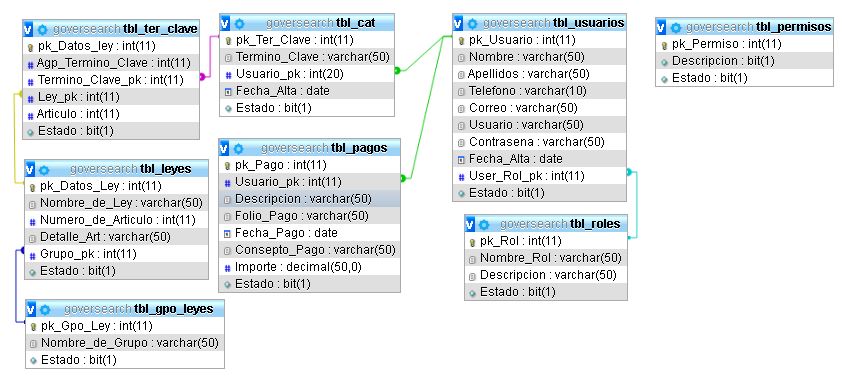 goversearch tbl_ter_clave
pk_Datos_ley : int(11)
Agp_Termino_Clave : int(11)
Termino_Clave_pk : int(11)
Ley_pk : int(11)
Articulo : int(11)
Estado : bit(1)
goversearch tbl_cat
pk_Ter_Clave : int(11)
Termino_Clave : varchar(50)
Usuario_pk : int(20)
Fecha_Alta : date
Estado : bit(1)
goversearch tbl_usuarios
pk_Usuario : int(11)
Nombre : varchar(50)
Apellidos : varchar(50)
Telefono : varchar(10)
Correo : varchar(50)
Usuario : varchar(50)
Contrasena : varchar(50)
Fecha_Alta : date
User_Rol_pk : int(11)
Estado : bit(1)
goversearch tbl_permisos
pk_Permiso : int(11)
Descripcion : bit(1)
Estado : bit(1)
goversearch tbl_leyes
pk_Datos_Ley : int(11)
Nombre_de_Ley : varchar(50)
Numero_de_Articulo : int(11)
Detalle_Art : varchar(50)
Grupo_pk : int(11)
Estado : bit(1)
goversearch tbl_pagos
pk_Pago : int(11)
Usuario_pk : int(11)
Descripcion : varchar(50)
Folio_Pago : varchar(50)
Fecha_Pago : date
Consepto_Pago : varchar(50)
Importe : decimal(50,0)
Estado : bit(1)
goversearch tbl_roles
pk_Rol : int(11)
Nombre_Rol : varchar(50)
Descripcion : varchar(50)
Estado : bit(1)
goversearch tbl_gpo_leyes
pk_Gpo_Ley : int(11)
Nombre_de_Grupo : varchar(50)
Estado : bit(1)